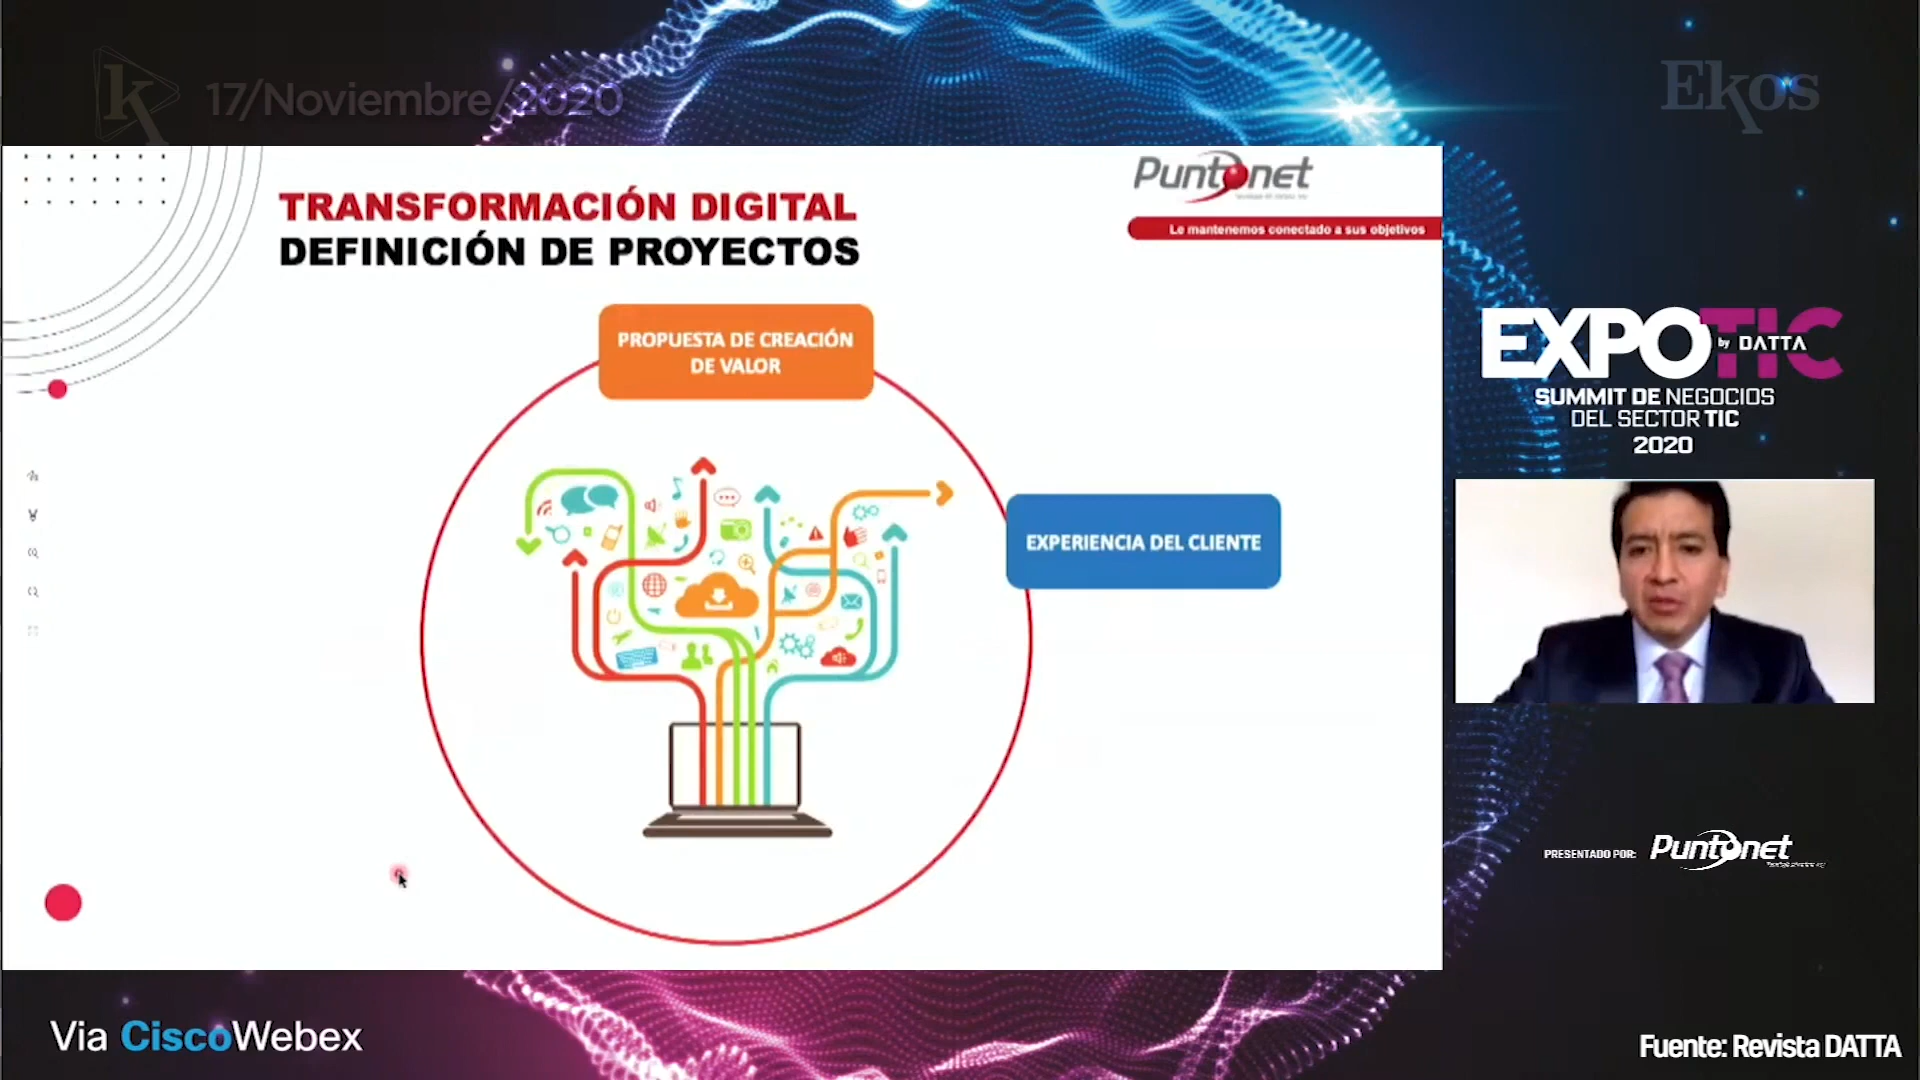 17/Noviembre/2020
Ekos
TRANSFORMACIÓN DIGITAL
DEFINICIÓN DE PROYECTOS
Puntonet
Le mantenemos conectado a sus objetivos
PROPUESTA DE CREACIÓN
DE VALOR
EXPERIENCIA DEL CLIENTE
EXPOTIC
by DATTA
SUMMIT DE NEGOCIOS
DEL SECTOR TIC
2020
PRESENTADO POR: Puntonet
Via CiscoWebex
Fuente: Revista DATTA